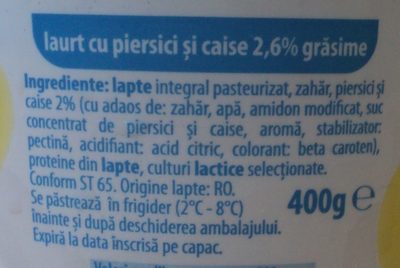 Iaurt cu piersici și caise 2,6% grăsime
Ingrediente: lapte integral pasteurizat, zahăr, piersici și
caise 2% (cu adaos de: zahăr, apă, amidon modificat, suc
concentrat de piersici și caise, aromă, stabilizator:
pectină, acidifiant: acid citric, colorant: beta caroten),
proteine din lapte, culturi lactice selecționate.
Conform ST 65. Origine lapte: RO.
Se păstrează în frigider (2°C - 8°C)
înainte și după deschiderea ambalajului.
Expiră la data înscrisă pe capac.
400g ℮